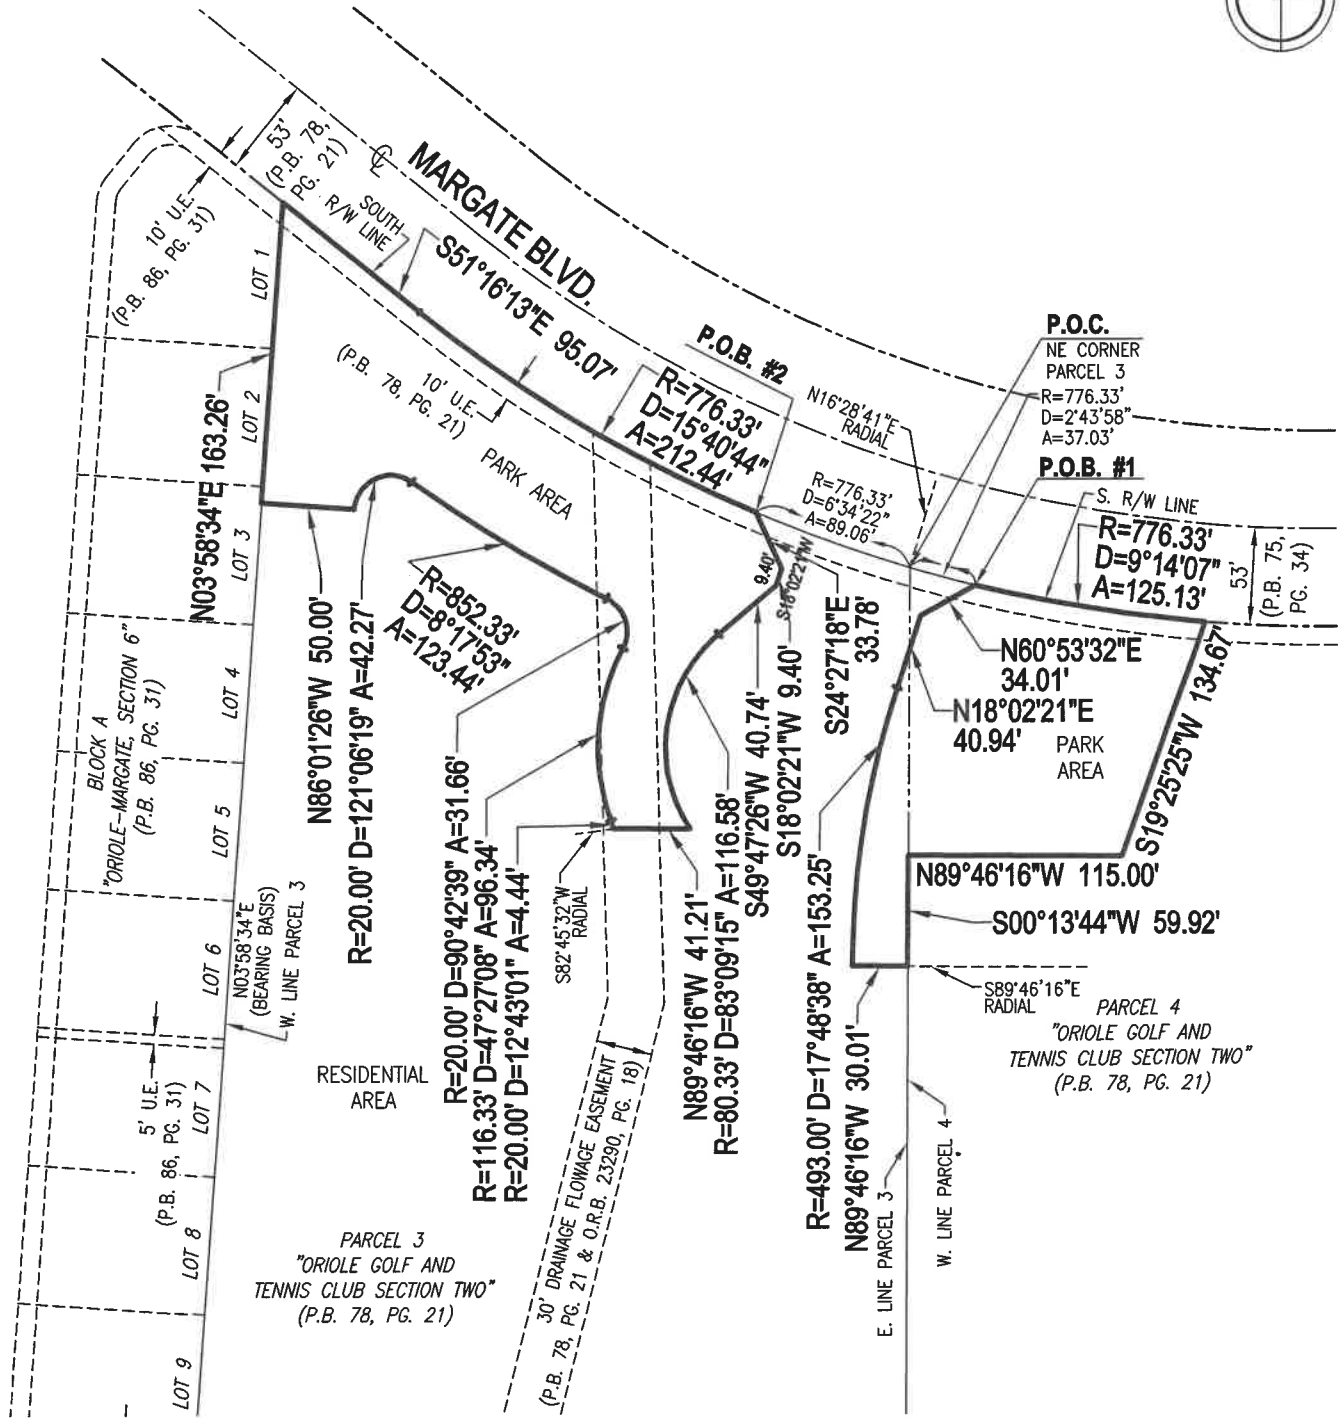 53'
(P.B. 78,
PG. 21)
℄
MARGATE BLVD.
SOUTH
R/W LINE
S51°16'13"E 95.07'
10' U.E.
(P.B. 86, PG. 31)
LOT 1
LOT 2
LOT 3
LOT 4
LOT 5
LOT 6
LOT 7
LOT 8
LOT 9
N03°58'34"E 163.26'
10' U.E.
(P.B. 78, PG. 21)
PARK AREA
R=776.33'
D=15°40'44"
A=212.44'
P.O.B. #2
N16°28'41"E
RADIAL
P.O.C.
NE CORNER
PARCEL 3
R=776.33'
D=2°43'58"
A=37.03'
P.O.B. #1
S. R/W LINE
R=776.33'
D=6°34'22"
A=89.06'
R=776.33'
D=9°14'07"
A=125.13'
53'
(P.B. 75,
PG. 34)
9.40'
S18°02'21"W
S24°27'18"E
33.78'
N60°53'32"E
34.01'
N18°02'21"E
40.94'
PARK
AREA
S19°25'25"W 134.67'
N89°46'16"W 115.00'
S00°13'44"W 59.92'
S89°46'16"E
RADIAL
PARCEL 4
"ORIOLE GOLF AND
TENNIS CLUB SECTION TWO"
(P.B. 78, PG. 21)
BLOCK A
"ORIOLE-MARGATE, SECTION 6"
(P.B. 86, PG. 31)
N86°01'26"W 50.00'
R=20.00' D=121°06'19" A=42.27'
R=852.33'
D=8°17'53"
A=123.44'
R=20.00' D=90°42'39" A=31.66'
R=116.33' D=47°27'08" A=96.34'
R=20.00' D=12°43'01" A=4.44'
S82°45'32"W
RADIAL
N89°46'16"W 41.21'
R=80.33' D=83°09'15" A=116.58'
S49°47'26"W 40.74'
S18°02'21"W 9.40'
R=493.00' D=17°48'38" A=153.25'
N89°46'16"W 30.01'
N03°58'34"E
(BEARING BASIS)
W. LINE PARCEL 3
5' U.E.
(P.B. 86, PG. 31)
RESIDENTIAL
AREA
PARCEL 3
"ORIOLE GOLF AND
TENNIS CLUB SECTION TWO"
(P.B. 78, PG. 21)
30' DRAINAGE FLOWAGE EASEMENT
(P.B. 78, PG. 21 & O.R.B. 23290, PG. 18)
E. LINE PARCEL 3
W. LINE PARCEL 4